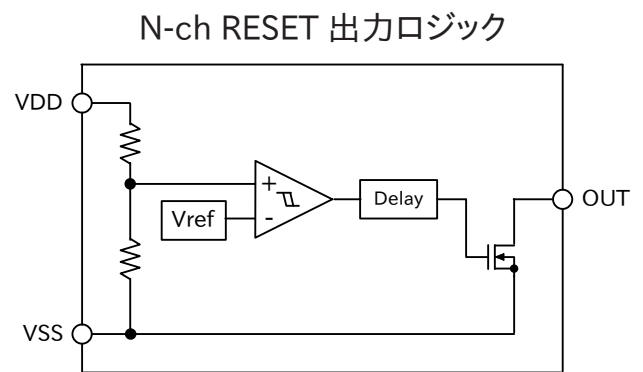 N-ch RESET 出力ロジック
VDD
+
Vref
-
Delay
OUT
VSS